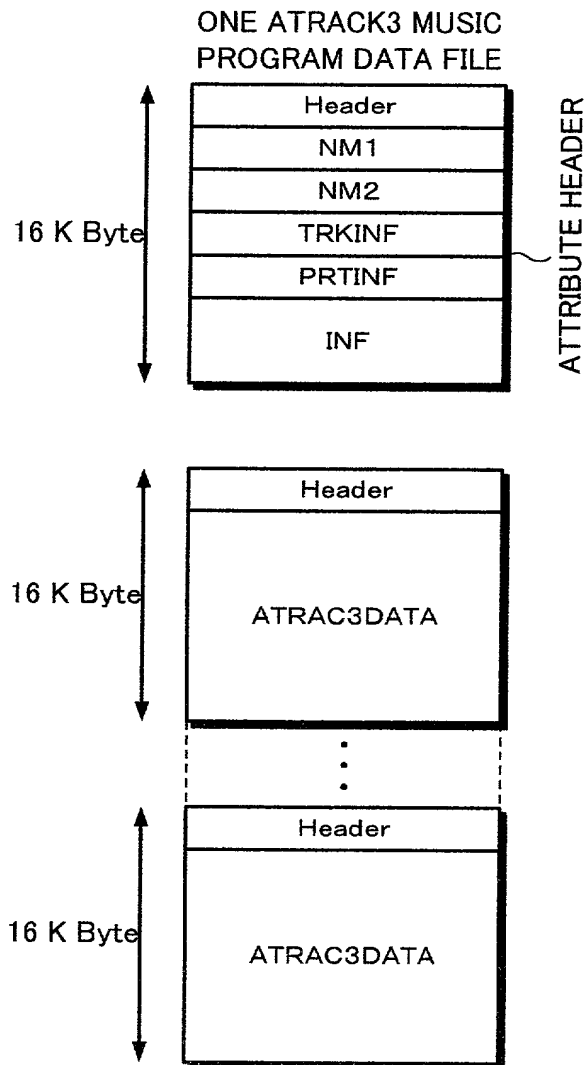 ONE ATRACK3 MUSIC
PROGRAM DATA FILE
Header
NM1
NM2
16 K Byte
TRKINF
PRTINF
INF
ATTRIBUTE HEADER
Header
16 K Byte
ATRAC3DATA
Header
16 K Byte
ATRAC3DATA